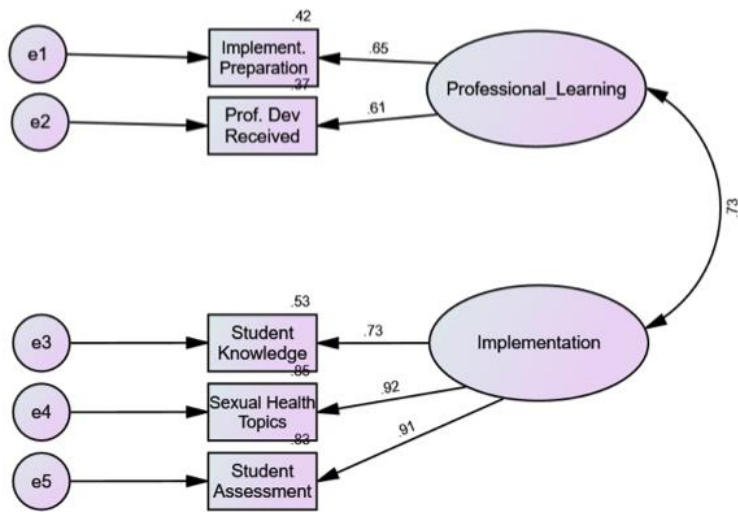 .42
e1
Implement.
Preparation
.65
Professional_Learning
.37
e2
Prof. Dev
Received
.61
.73
.53
e3
Student
Knowledge
.73
Implementation
.85
e4
Sexual Health
Topics
.92
.83
e5
Student
Assessment
.91